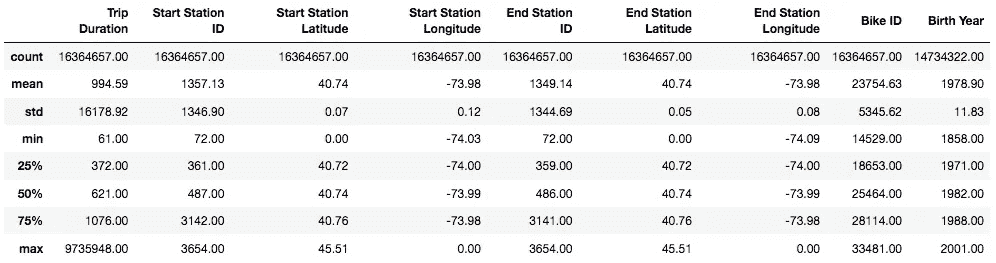 Trip Duration Start Station ID Start Station Latitude Start Station Longitude End Station ID End Station Latitude End Station Longitude Bike ID Birth Year
count 16364657.00 16364657.00 16364657.00 16364657.00 16364657.00 16364657.00 16364657.00 16364657.00 14734322.00
mean 994.59 1357.13 40.74 -73.98 1349.14 40.74 -73.98 23754.63 1978.90
std 16178.92 1346.90 0.07 0.12 1344.69 0.05 0.08 5345.62 11.83
min 61.00 72.00 0.00 -74.03 72.00 0.00 -74.09 14529.00 1858.00
25% 372.00 361.00 40.72 -74.00 359.00 40.72 -74.00 18653.00 1971.00
50% 621.00 487.00 40.74 -73.99 486.00 40.74 -73.99 25464.00 1982.00
75% 1076.00 3142.00 40.76 -73.98 3141.00 40.76 -73.98 28114.00 1988.00
max 9735948.00 3654.00 45.51 0.00 3654.00 45.51 0.00 33481.00 2001.00